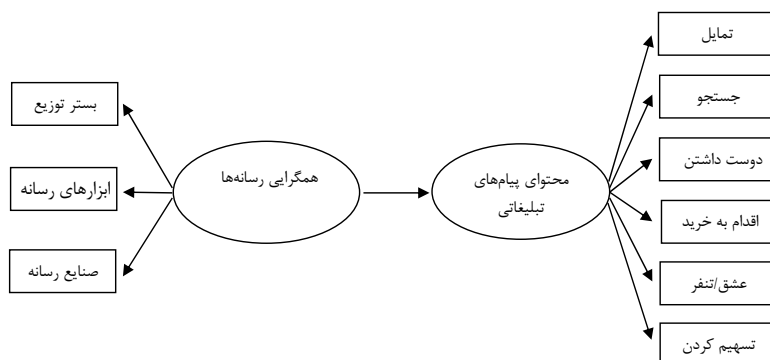 تمایل
جستجو
دوست داشتن
اقدام به خرید
عشق/تنفر
تسهیم کردن
محتوای پیام‌های
تبلیغاتی
همگرایی رسانه‌ها
بستر توزیع
ابزارهای رسانه
صنایع رسانه